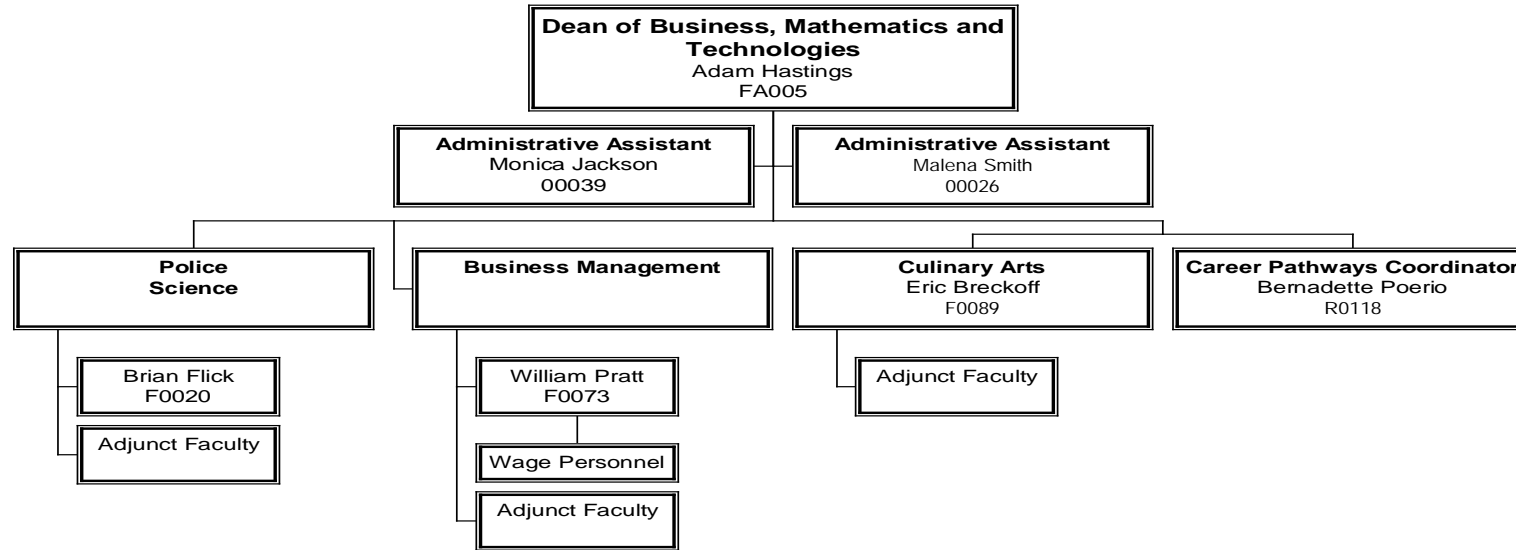 Dean of Business, Mathematics and
Technologies
Adam Hastings
FA005
Administrative Assistant
Monica Jackson
00039
Administrative Assistant
Malena Smith
00026
Police
Science
Business Management
Culinary Arts
Eric Breckoff
F0089
Career Pathways Coordinator
Bernadette Poerio
R0118
Brian Flick
F0020
Adjunct Faculty
William Pratt
F0073
Wage Personnel
Adjunct Faculty
Adjunct Faculty